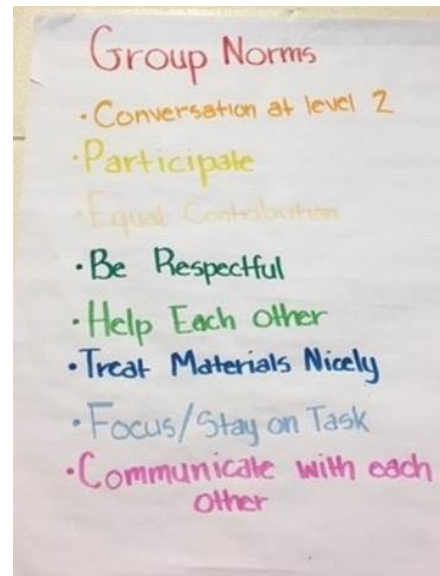 Group Norms
• Conversation at level 2
• Participate
• Equal Contribution
• Be Respectful
• Help Each Other
• Treat Materials Nicely
• Focus/Stay on Task
• Communicate with each
other